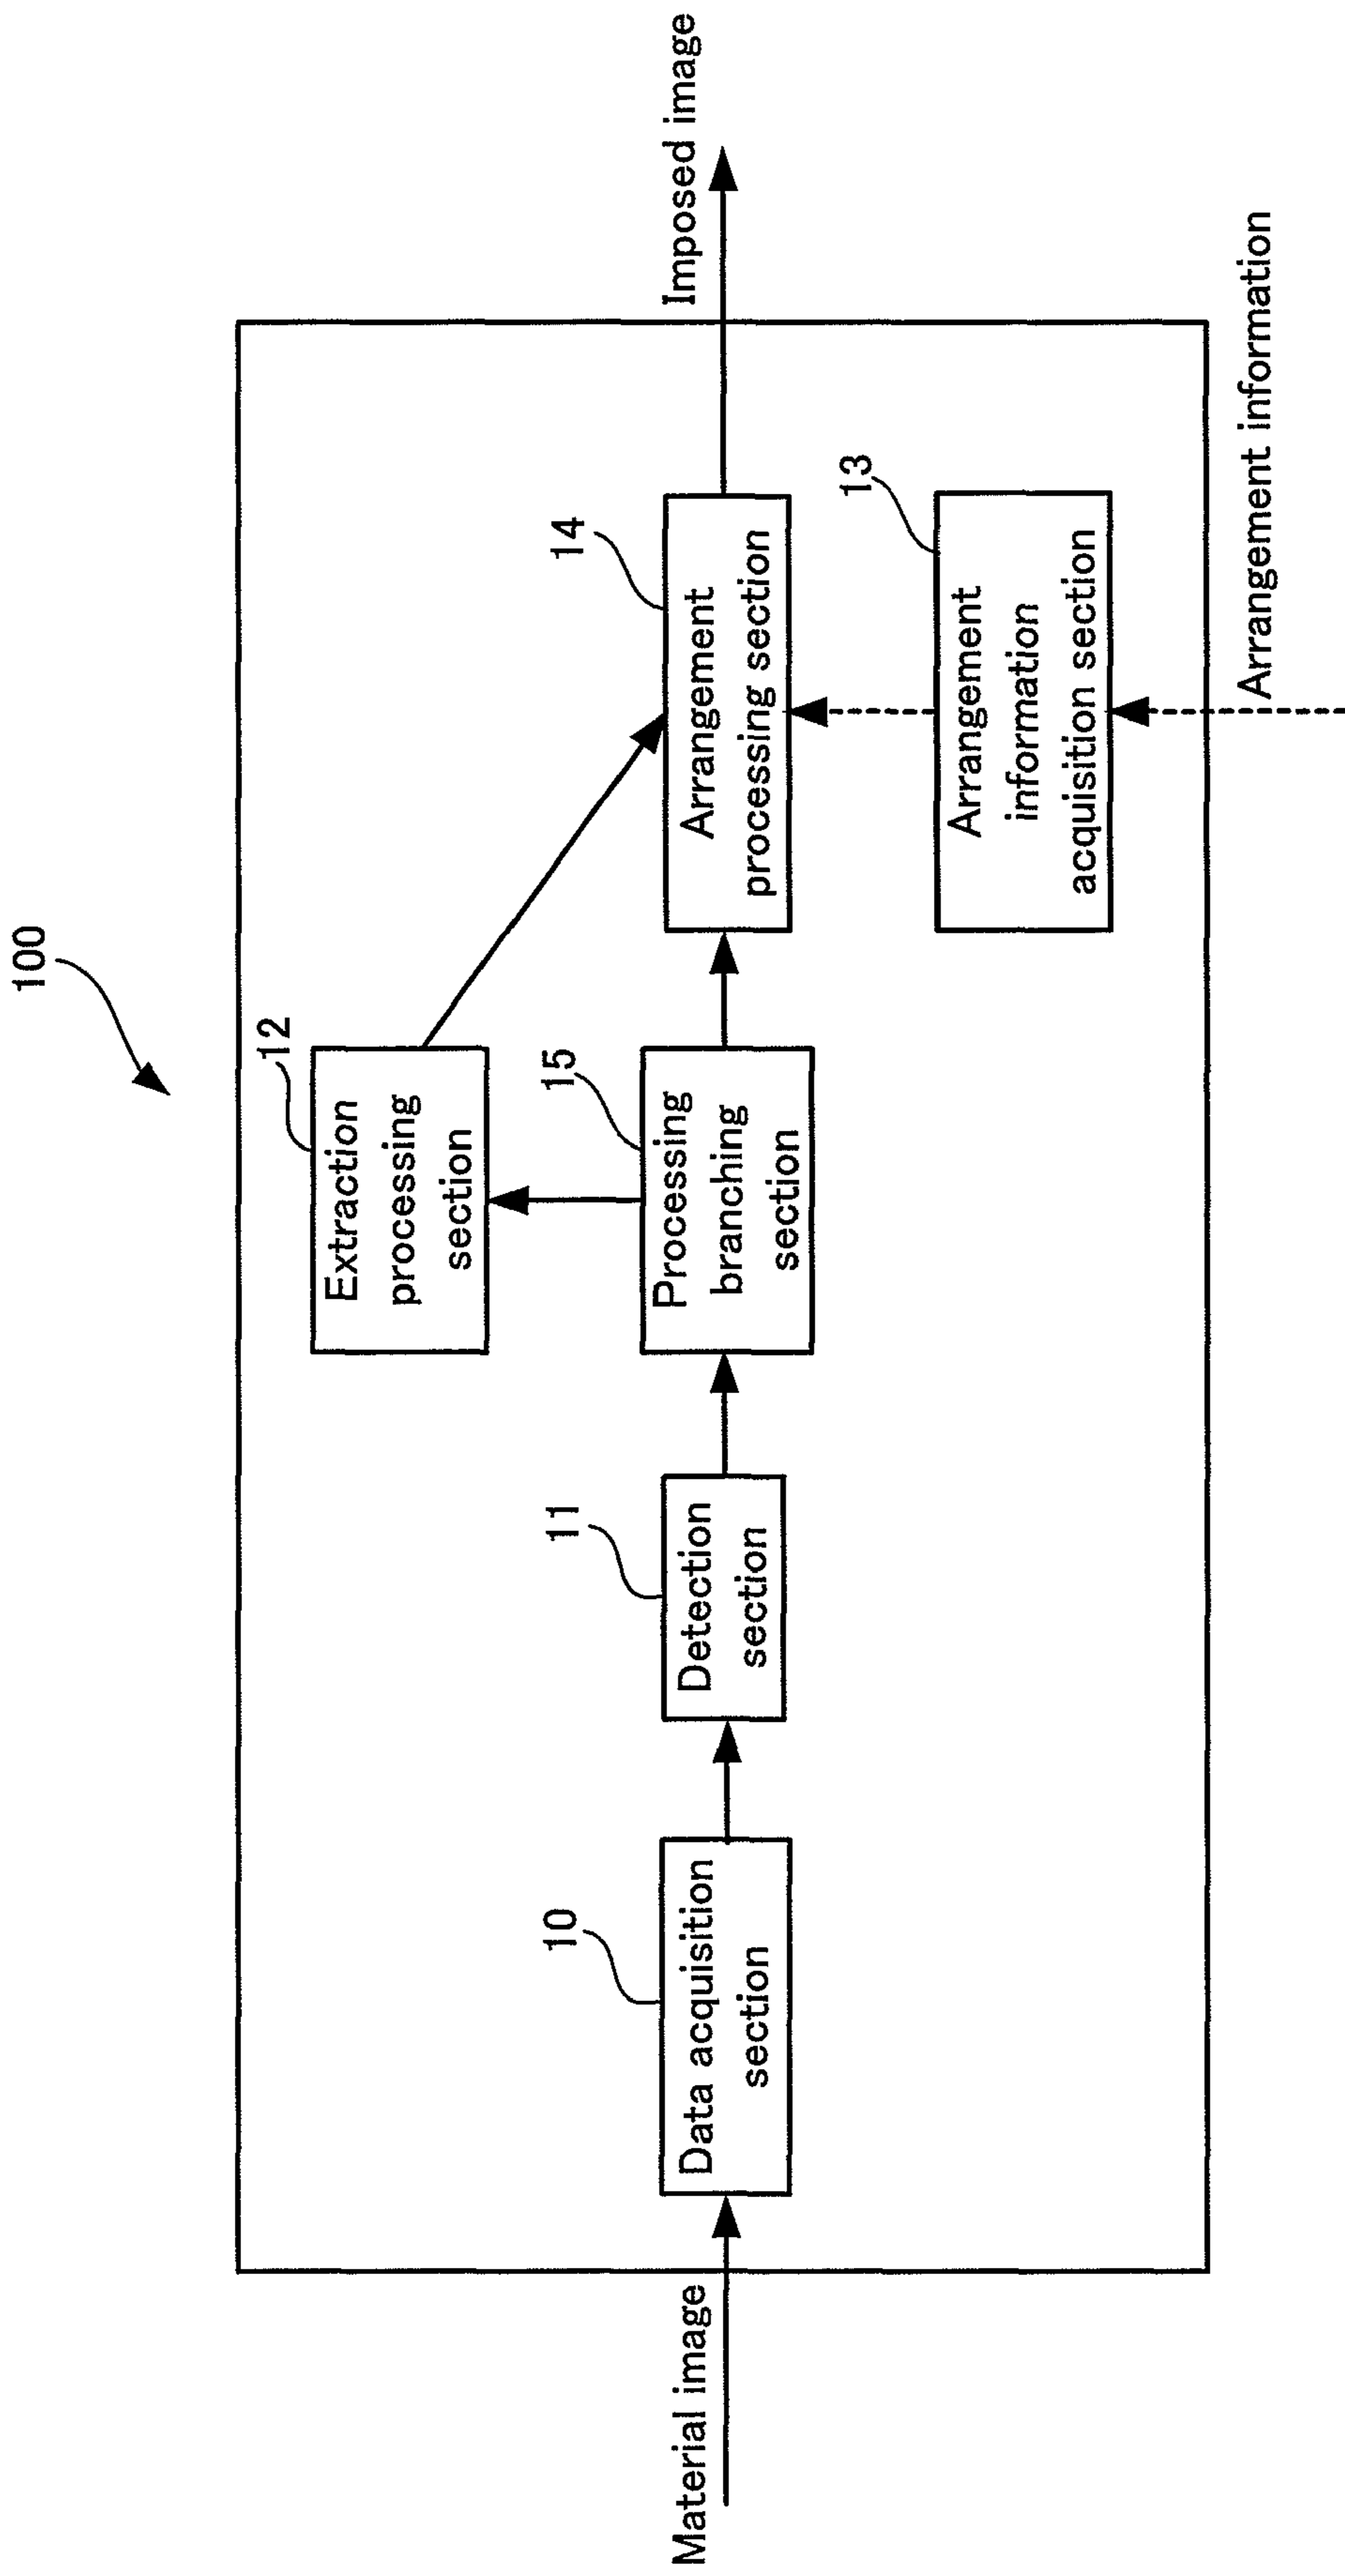 100
Material image
10
Data acquisition
section
11
Detection
section
12
Extraction
processing
section
15
Processing
branching
section
14
Arrangement
processing section
13
Arrangement
information
acquisition section
Imposed image
Arrangement information